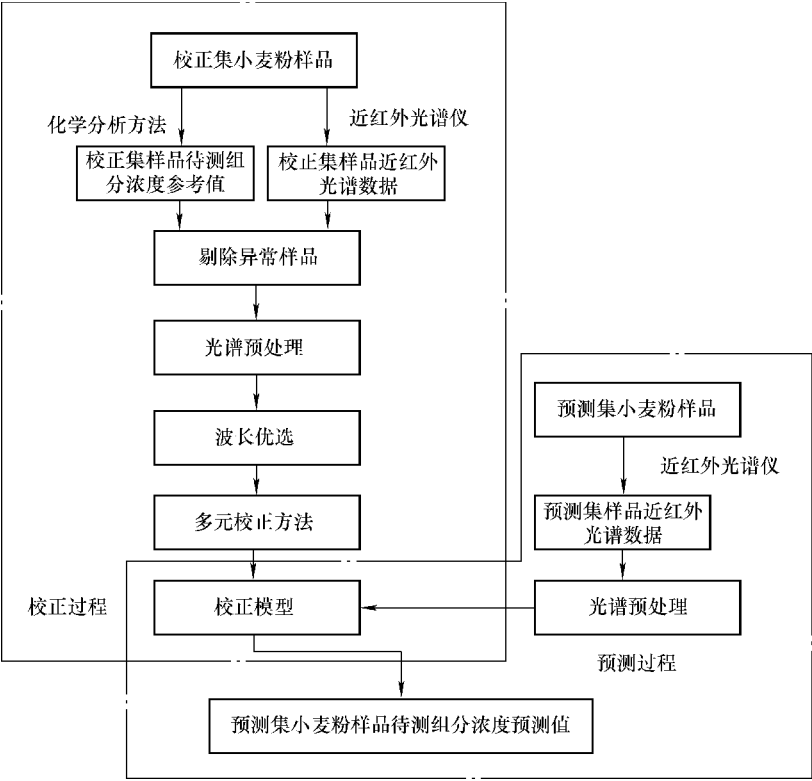 校正集小麦粉样品
化学分析方法
近红外光谱仪
校正集样品待测组
分浓度参考值
校正集样品近红外
光谱数据
剔除异常样品
光谱预处理
波长优选
多元校正方法
校正模型
校正过程
预测集小麦粉样品
近红外光谱仪
预测集样品近红外
光谱数据
光谱预处理
预测过程
预测集小麦粉样品待测组分浓度预测值